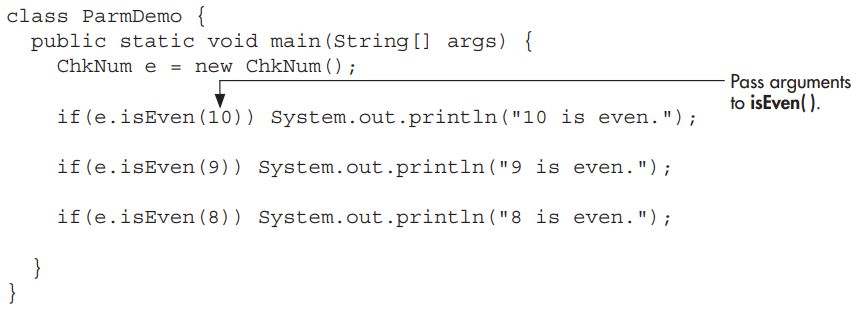 class ParmDemo {
  public static void main(String[] args) {
    ChkNum e = new ChkNum();
    if(e.isEven(10)) System.out.println("10 is even.");
    if(e.isEven(9)) System.out.println("9 is even.");
    if(e.isEven(8)) System.out.println("8 is even.");
  }
}
Pass arguments
to isEven( ).